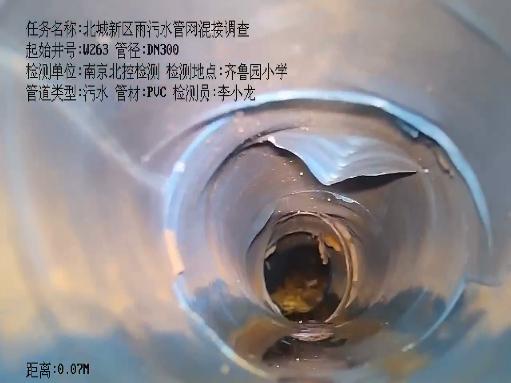 任务名称:北城新区雨污水管网混接调查
起始井号:W263 管径:DN300
检测单位:南京北控检测 检测地点:齐鲁园小学
管道类型:污水 管材:PVC 检测员:李小龙
距离:0.07M